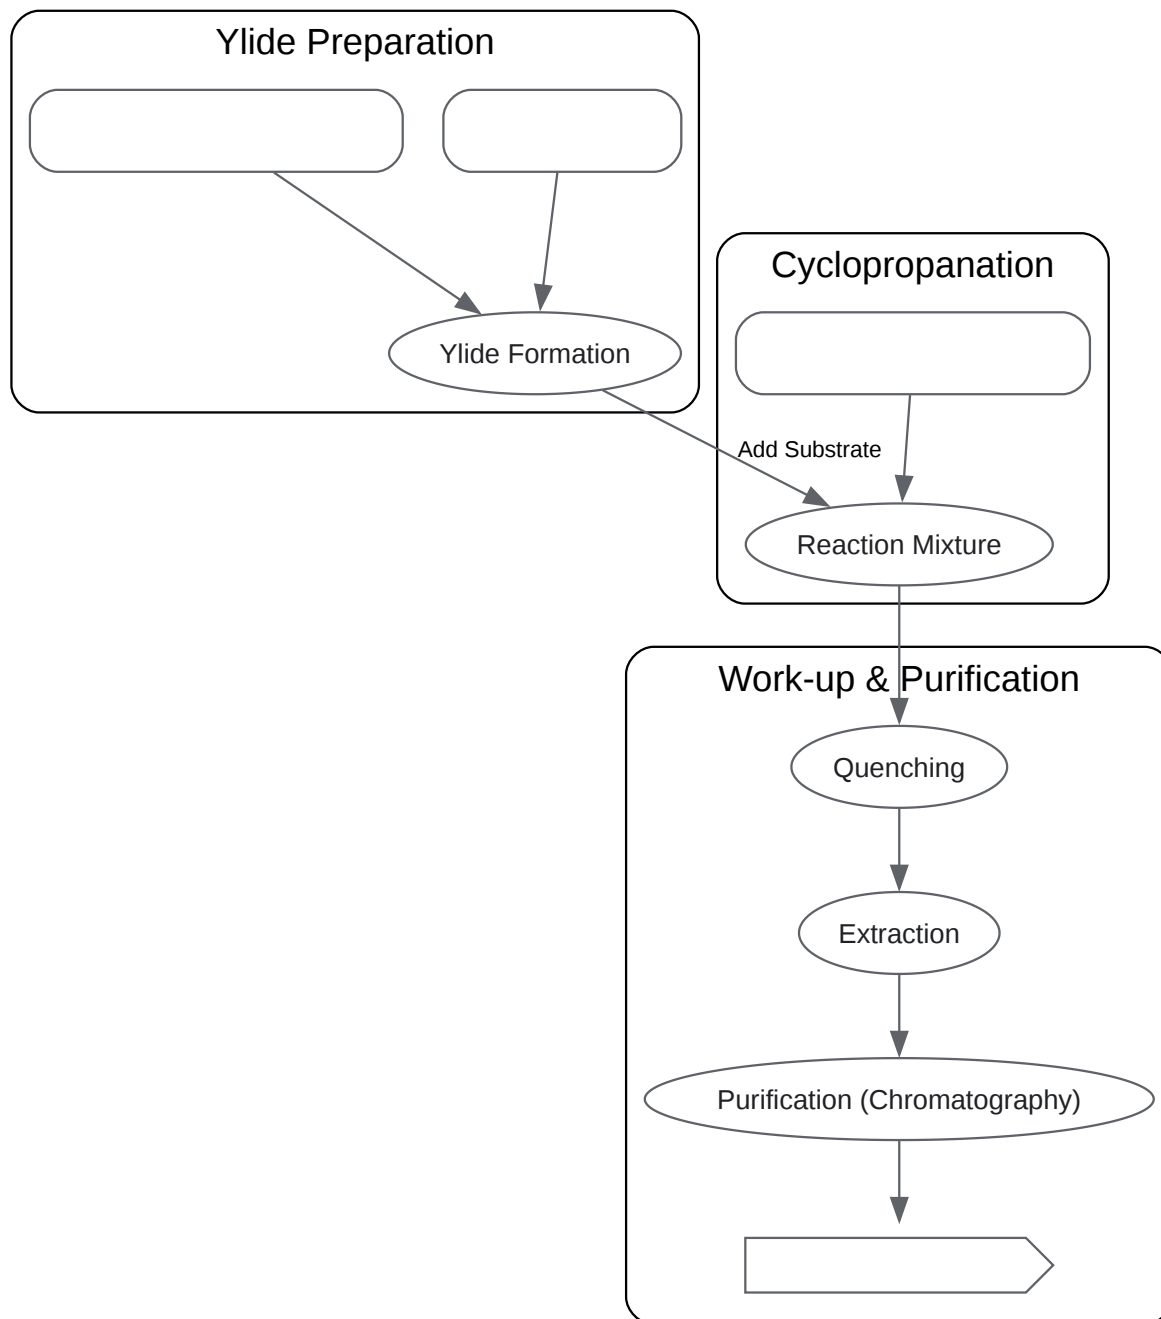 Ylide Preparation
Ylide Formation
Cyclopropanation
Add Substrate
Reaction Mixture
Work-up & Purification
Quenching
Extraction
Purification (Chromatography)